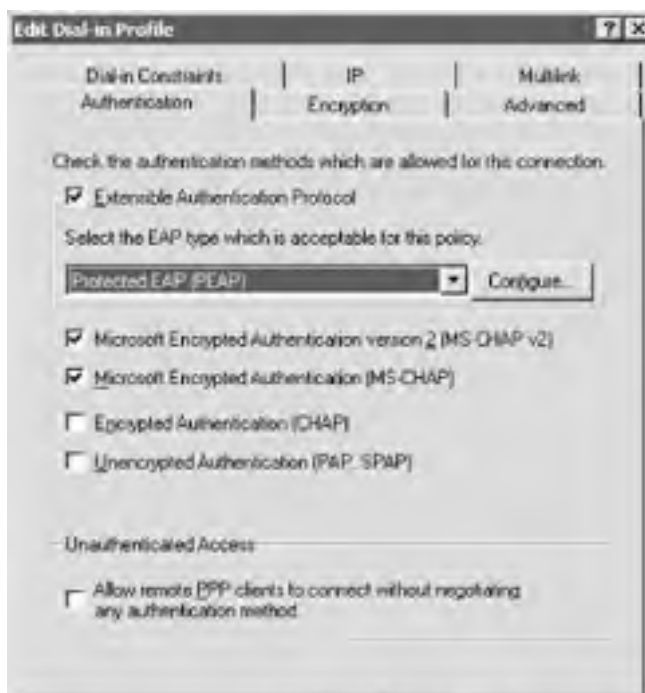 Edit Dial-in Profile ? X
Dial-in Constraints IP Multilink
Authentication Encryption Advanced
Check the authentication methods which are allowed for this connection.
Extensible Authentication Protocol
Select the EAP type which is acceptable for this policy.
Protected EAP (PEAP) Configure...
Microsoft Encrypted Authentication version 2 (MS-CHAP v2)
Microsoft Encrypted Authentication (MS-CHAP)
Encrypted Authentication (CHAP)
Unencrypted Authentication (PAP, SPAP)
Unauthenticated Access
Allow remote PPP clients to connect without negotiating
any authentication method